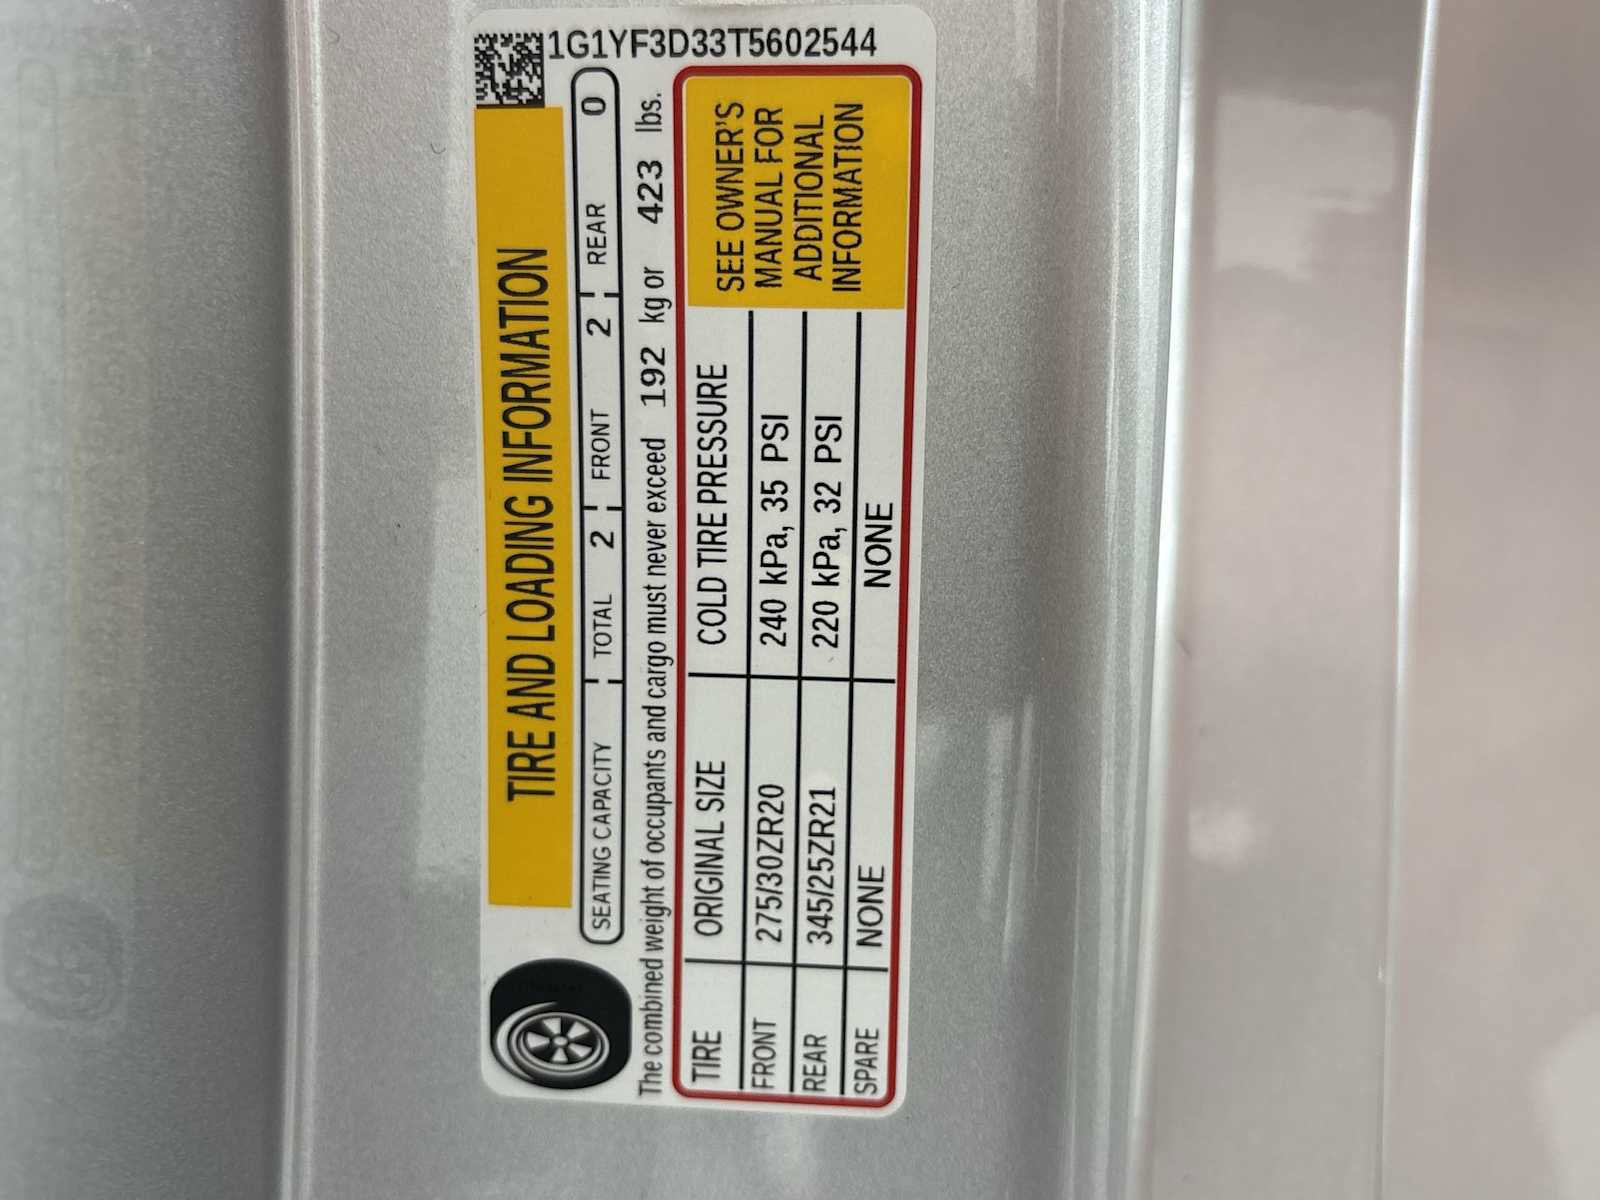 1G1YF3D33T5602544
TIRE AND LOADING INFORMATION
SEATING CAPACITY TOTAL 2 FRONT 2 REAR 0
The combined weight of occupants and cargo must never exceed 192 kg or 423 lbs.
TIRE ORIGINAL SIZE COLD TIRE PRESSURE
FRONT 275/30ZR20 240 kPa, 35 PSI
REAR 345/25ZR21 220 kPa, 32 PSI
SPARE NONE NONE
SEE OWNER'S
MANUAL FOR
ADDITIONAL
INFORMATION